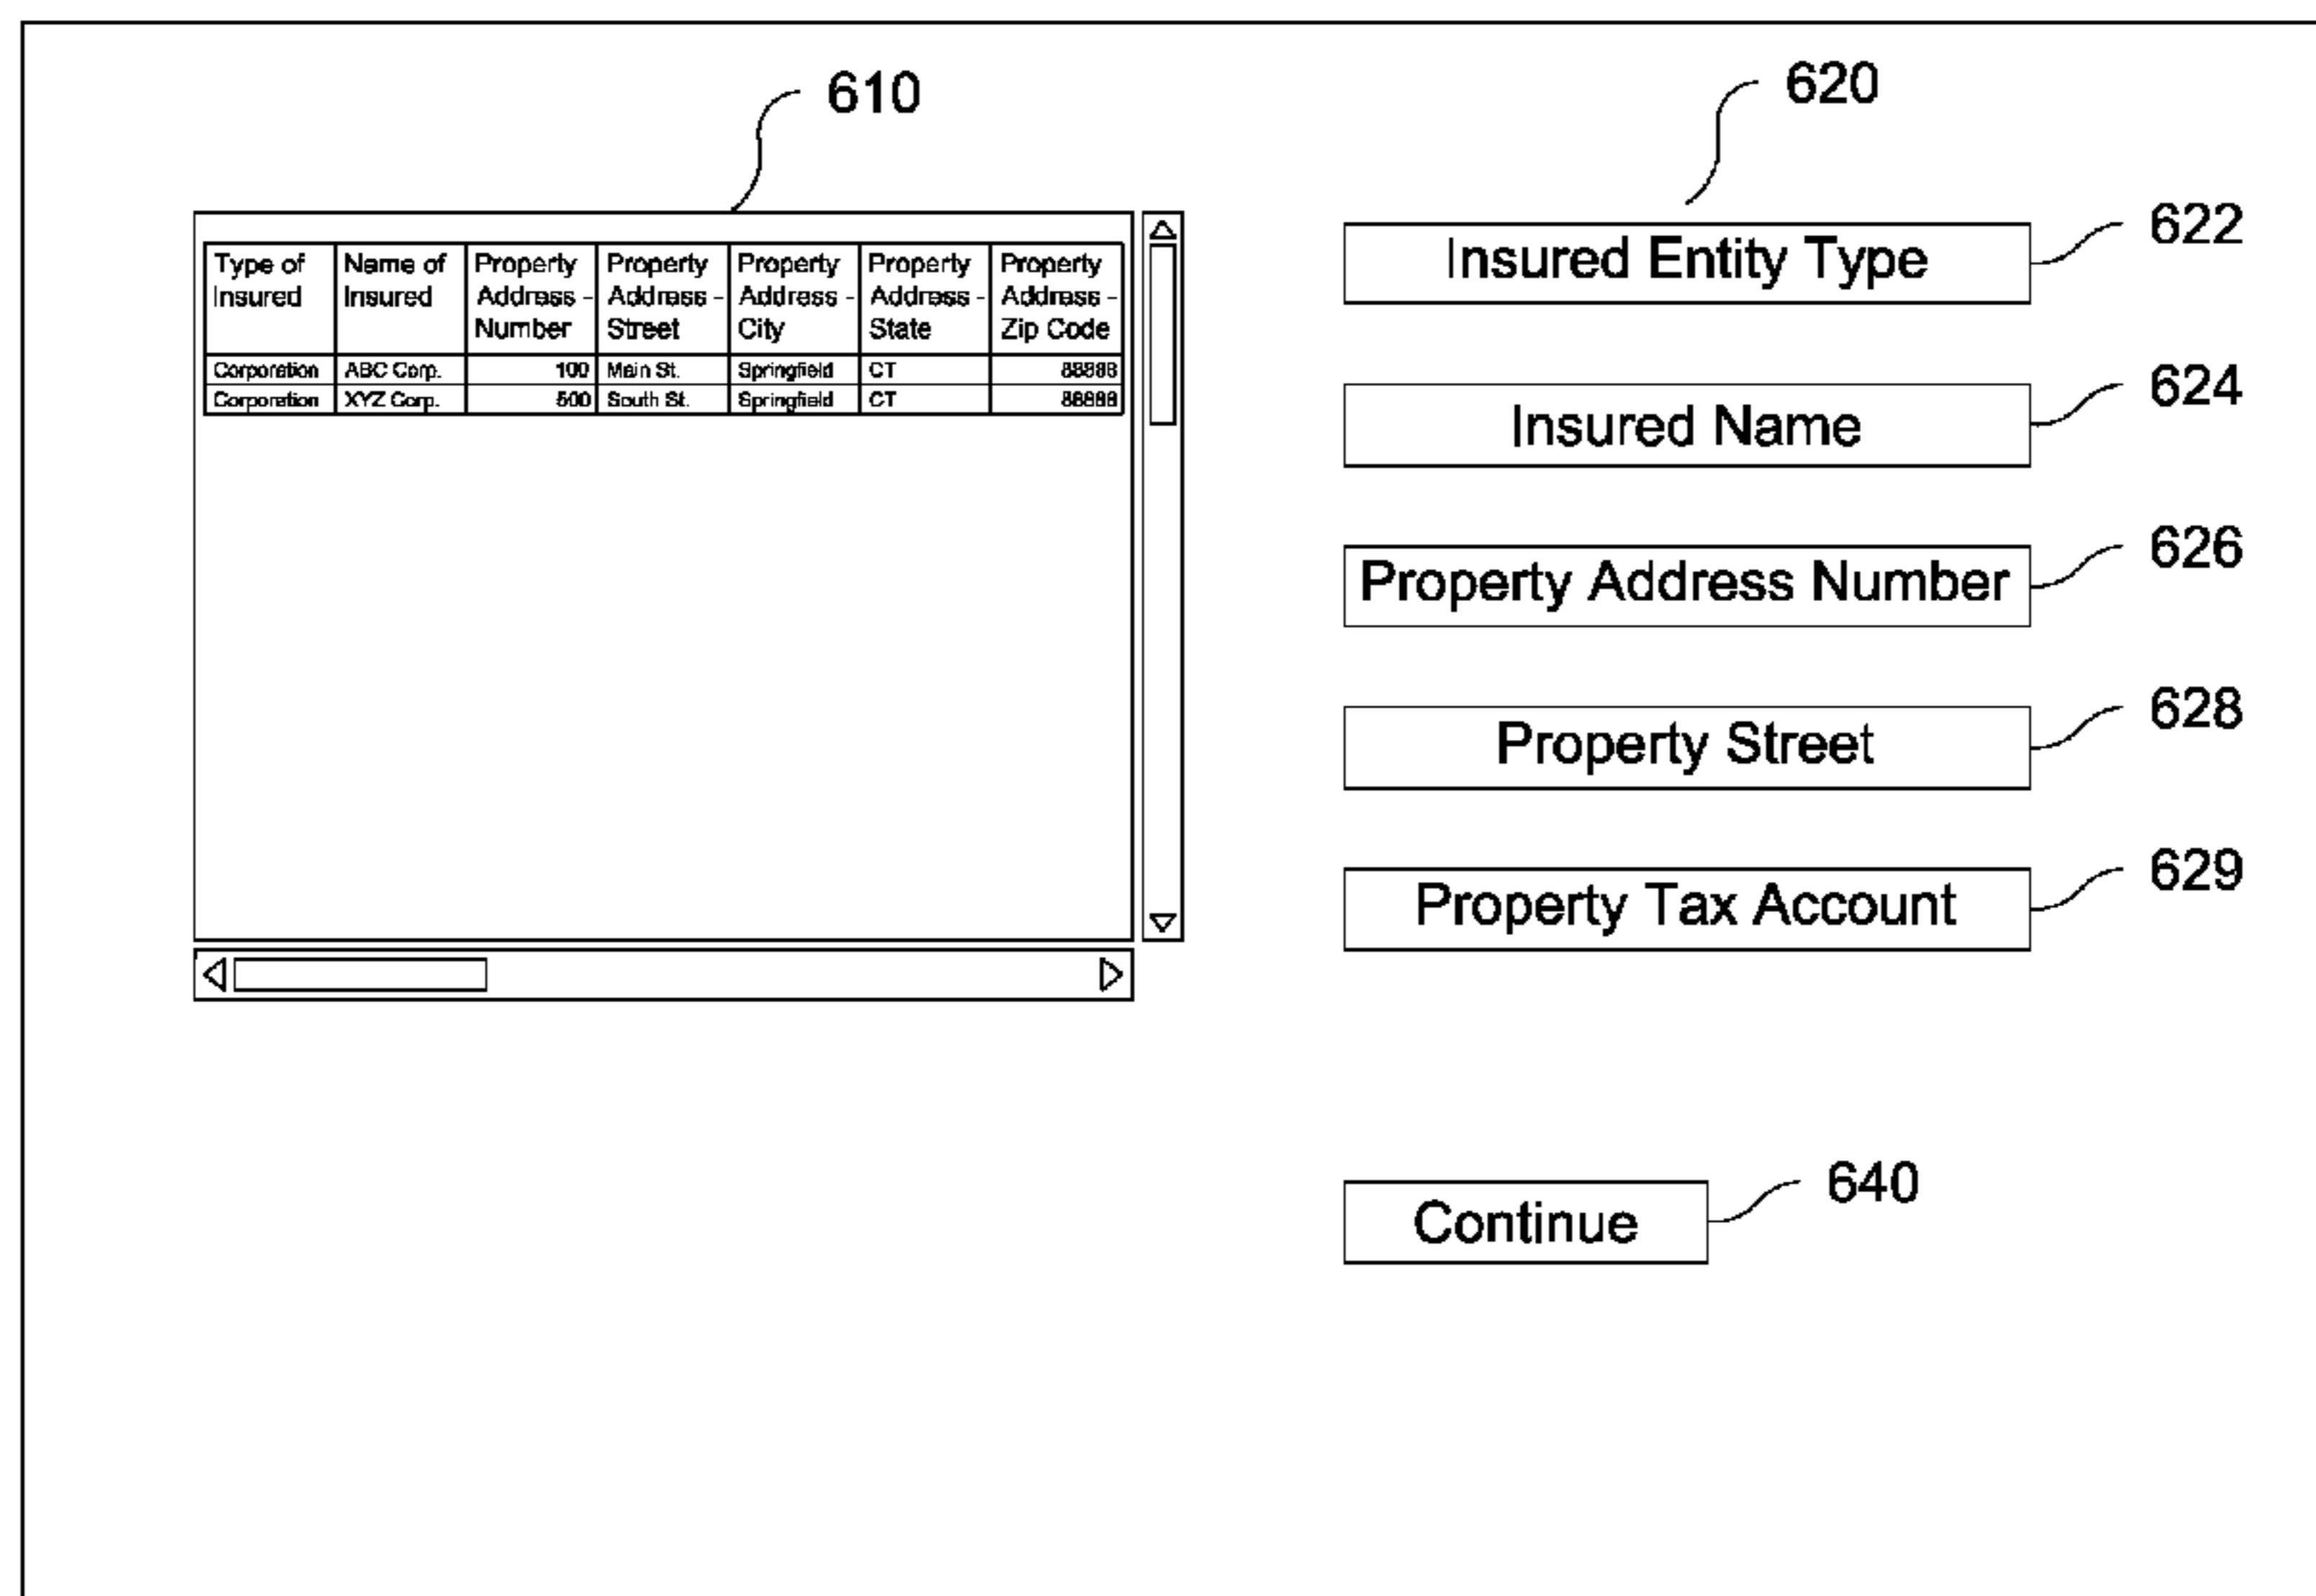 610
620
Type of Insured | Name of Insured | Property Address - Number | Property Address - Street | Property Address - City | Property Address - State | Property Address - Zip Code
Corporation | ABC Corp. | 100 | Main St. | Springfield | CT | 88888
Corporation | XYZ Corp. | 500 | South St. | Springfield | CT | 88888
Insured Entity Type 622
Insured Name 624
Property Address Number 626
Property Street 628
Property Tax Account 629
Continue 640